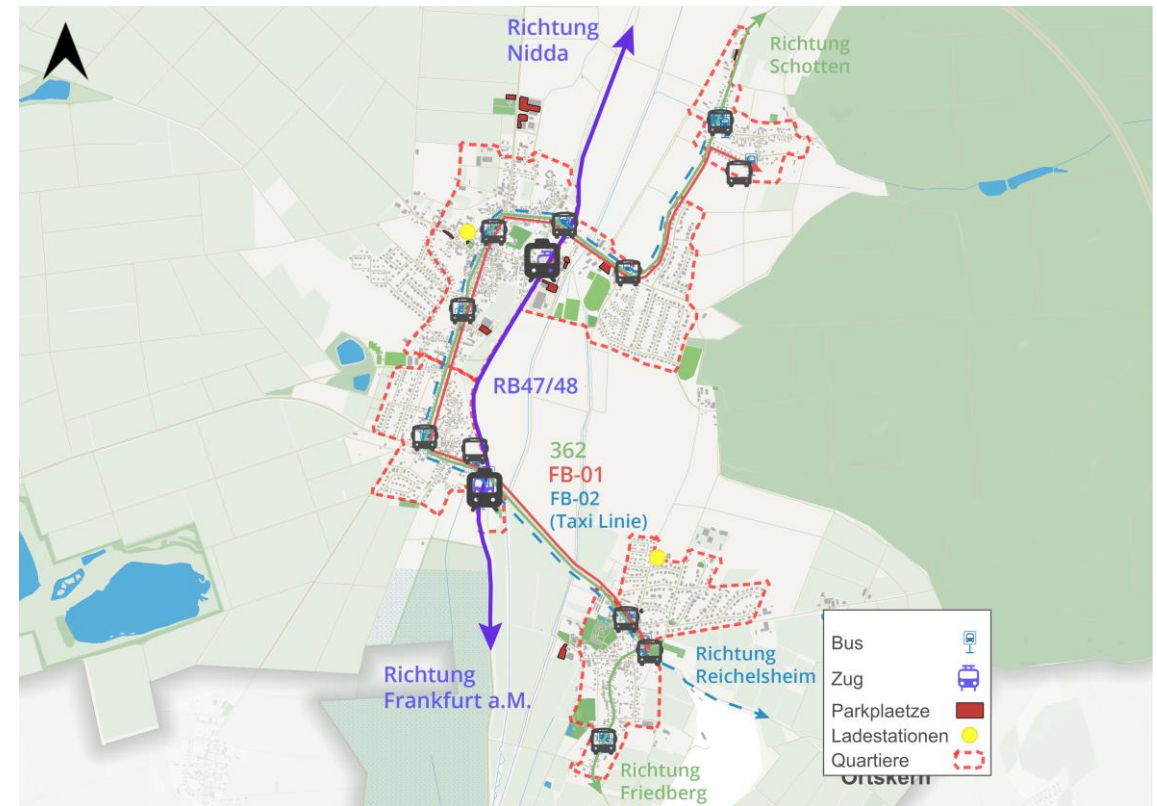 Richtung
Nidda
Richtung
Schotten
RB47/48
362
FB-01
FB-02
(Taxi Linie)
Richtung
Frankfurt a.M.
Richtung
Reichelsheim
Richtung
Friedberg
Bus
Zug
Parkplaetze
Ladestationen
Quartiere
Ortskern